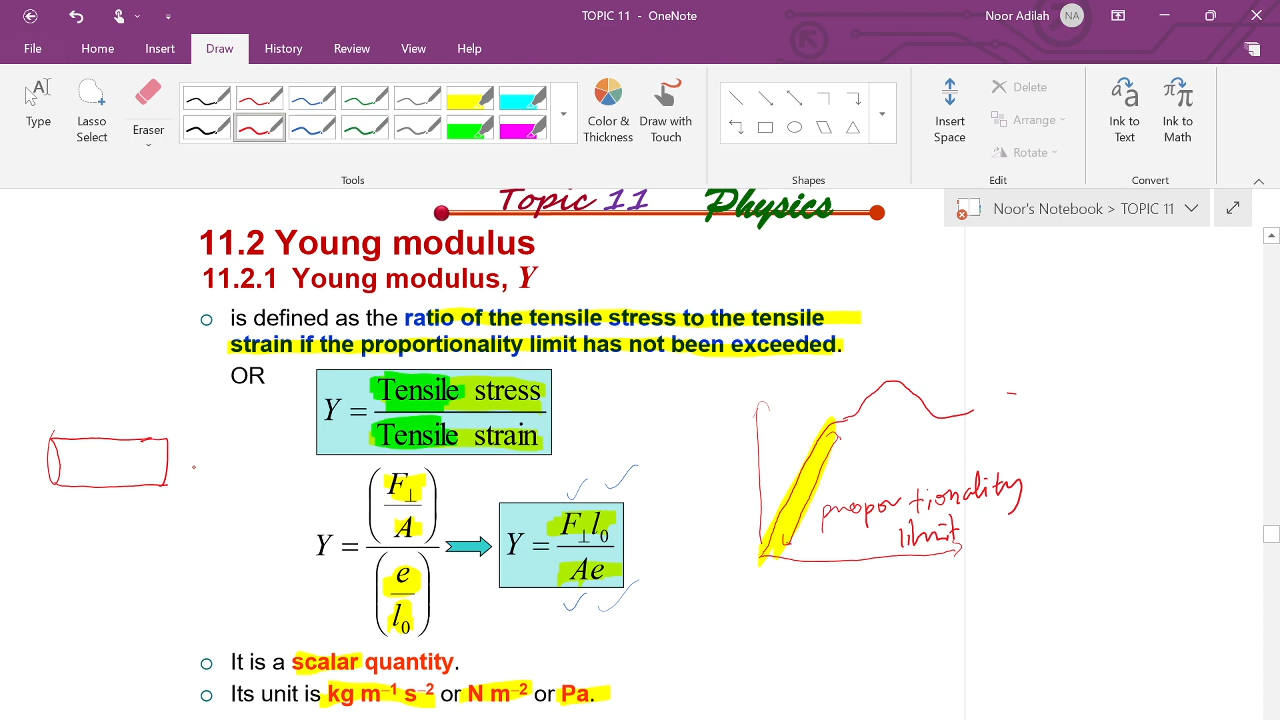 TOPIC 11 - OneNote
Noor Adilah NA
File Home Insert Draw History Review View Help
Type
Lasso Select
Eraser
Color & Thickness
Draw with Touch
Insert Space
Delete
Arrange
Rotate
Ink to Text
Ink to Math
Tools Shapes Edit Convert
Topic 11 Physics
Noor's Notebook > TOPIC 11
11.2 Young modulus
11.2.1 Young modulus, Y
is defined as the ratio of the tensile stress to the tensile
strain if the proportionality limit has not been exceeded.
OR
Y = Tensile stress / Tensile strain
Y = (F⊥ / A) / (e / l₀)
Y = F⊥ l₀ / Ae
proportionality
limit
It is a scalar quantity.
Its unit is kg m⁻¹ s⁻² or N m⁻² or Pa.